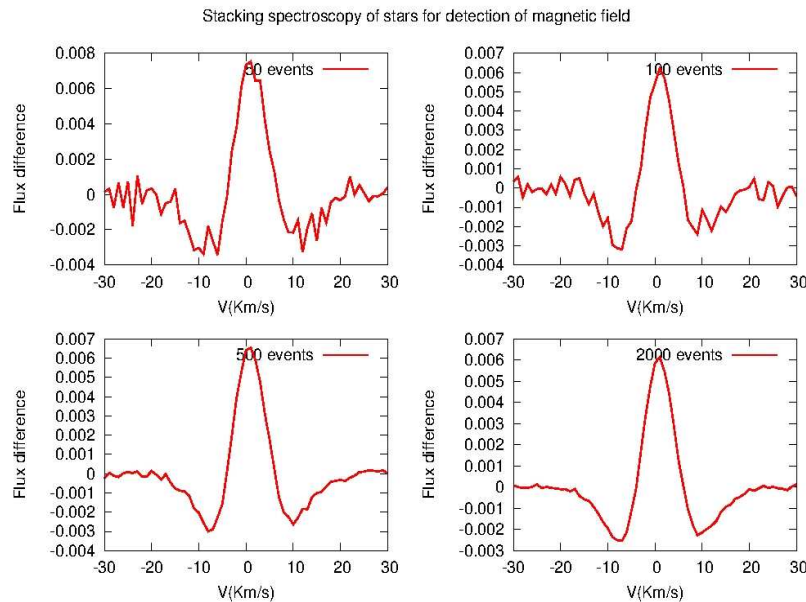 Stacking spectroscopy of stars for detection of magnetic field
0.008
0.006
0.004
0.002
0
-0.002
-0.004
Flux difference
events
-30 -20 -10 0 10 20 30
V(Km/s)
0.007
0.006
0.005
0.004
0.003
0.002
0.001
0
-0.001
-0.002
-0.003
-0.004
Flux difference
100 events
-30 -20 -10 0 10 20 30
V(Km/s)
0.007
0.006
0.005
0.004
0.003
0.002
0.001
0
-0.001
-0.002
-0.003
-0.004
Flux difference
500 events
-30 -20 -10 0 10 20 30
V(Km/s)
0.007
0.006
0.005
0.004
0.003
0.002
0.001
0
-0.001
-0.002
-0.003
Flux difference
2000 events
-30 -20 -10 0 10 20 30
V(Km/s)